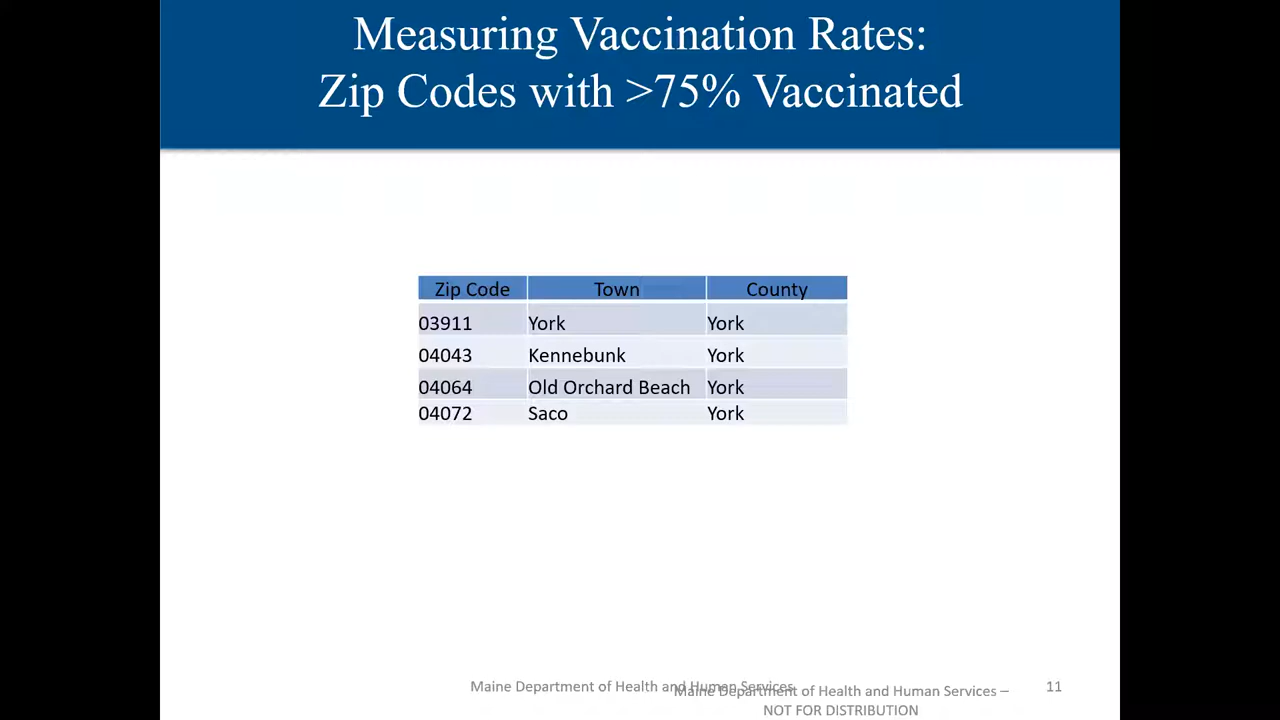 Measuring Vaccination Rates:
Zip Codes with >75% Vaccinated
Zip Code Town County
03911 York York
04043 Kennebunk York
04064 Old Orchard Beach York
04072 Saco York
Maine Department of Health and Human Services
Maine Department of Health and Human Services –
NOT FOR DISTRIBUTION
11